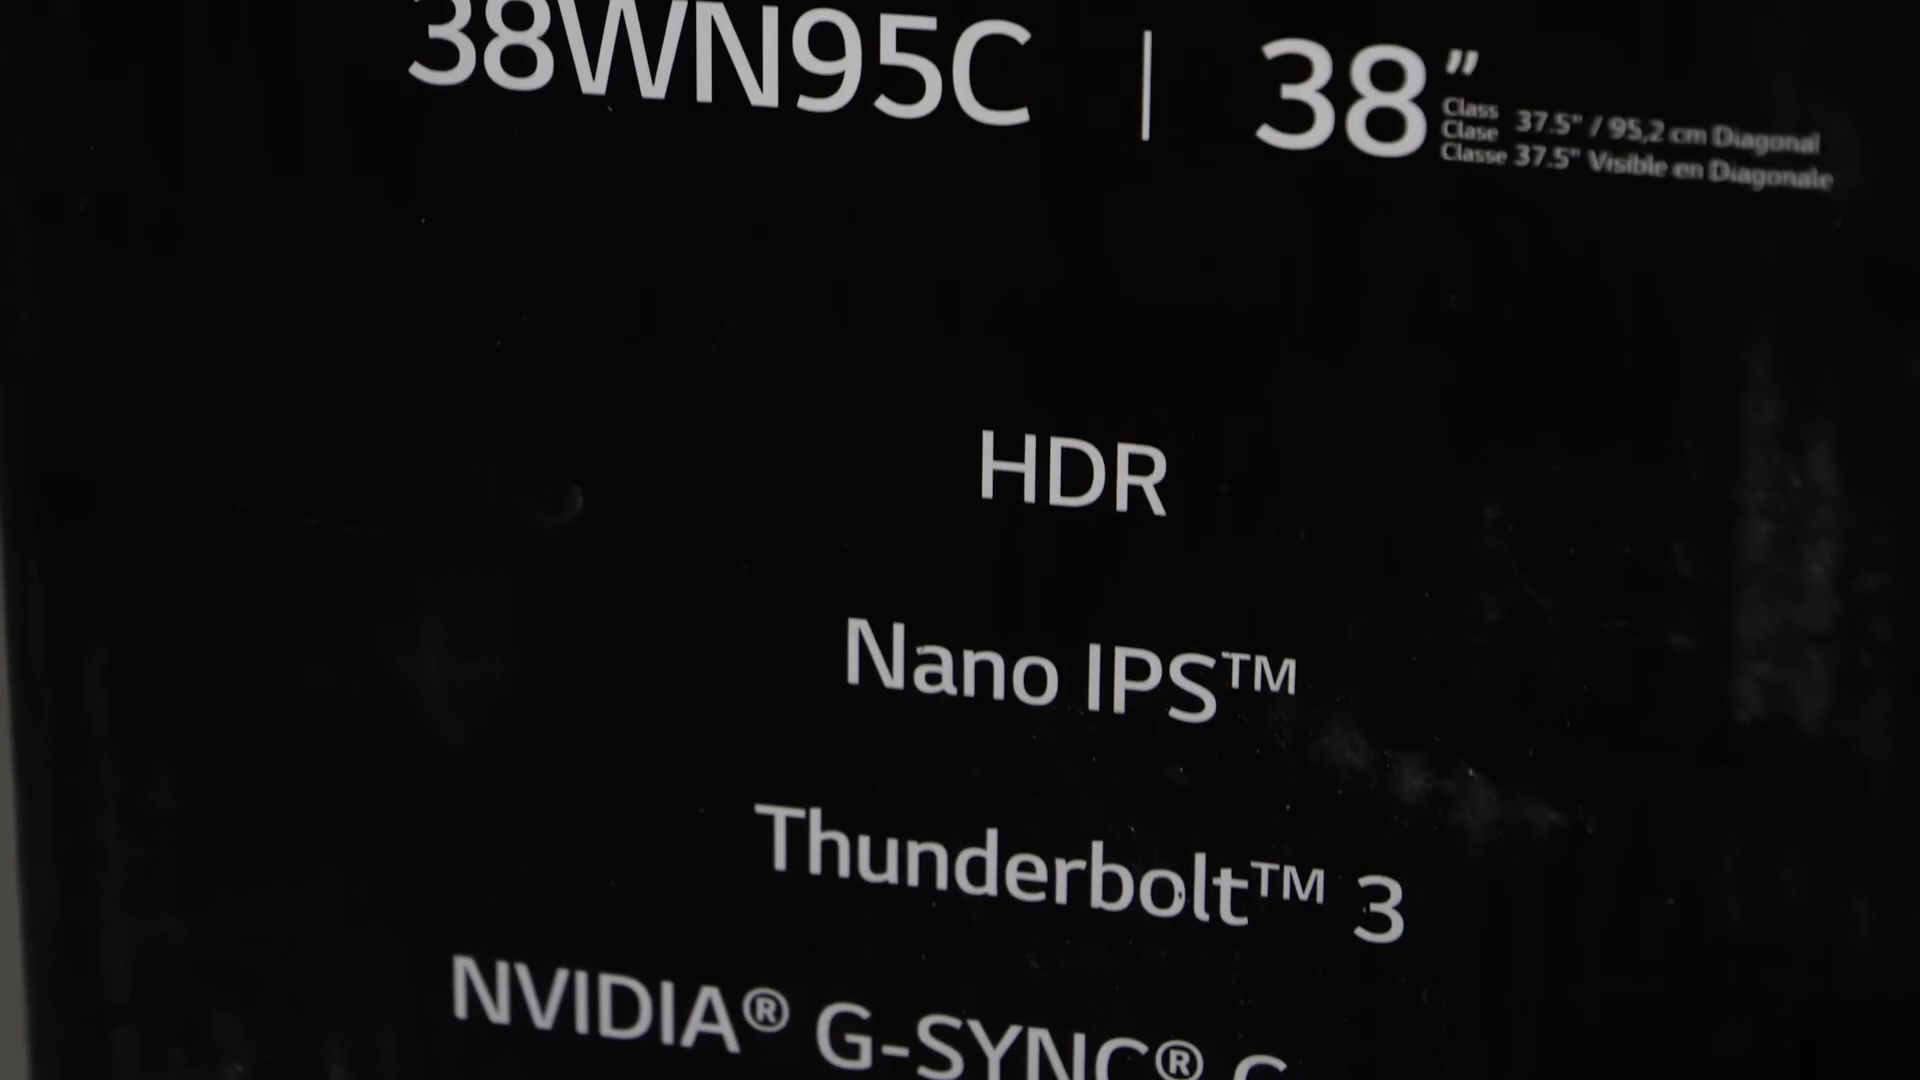 38WN95C | 38”
Class
Clase 37.5" / 95,2 cm Diagonal
Classe 37.5" Visible en Diagonale
HDR
Nano IPS™
Thunderbolt™ 3
NVIDIA® G-SYNC®